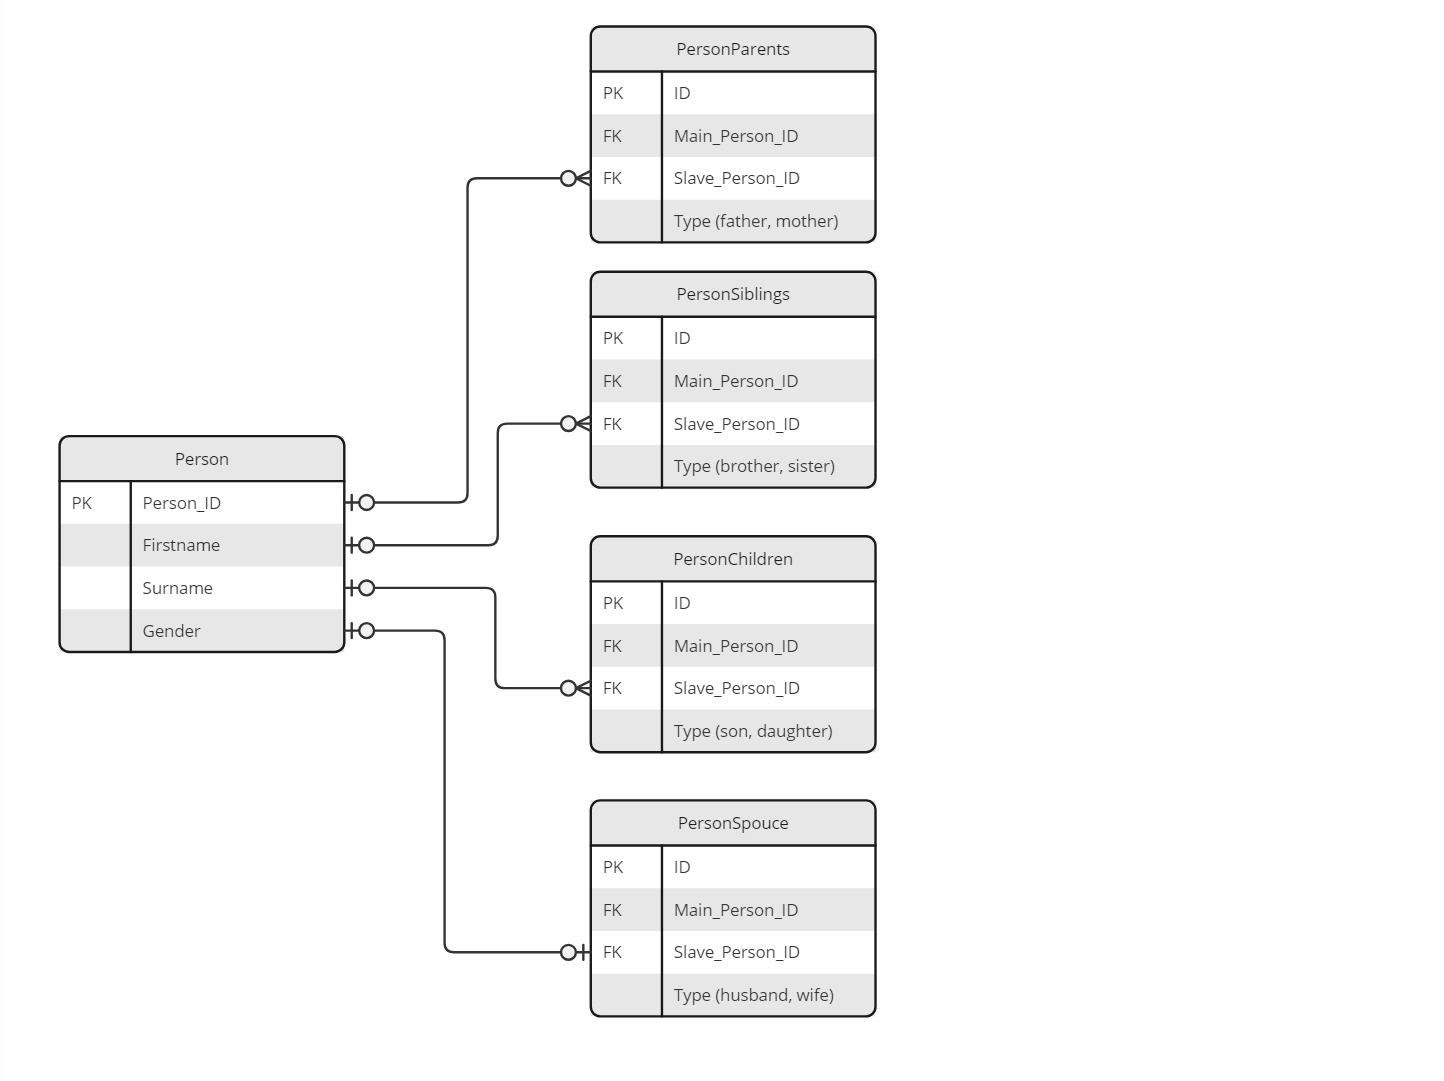 PersonParents
PK ID
FK Main_Person_ID
FK Slave_Person_ID
Type (father, mother)
PersonSiblings
PK ID
FK Main_Person_ID
FK Slave_Person_ID
Type (brother, sister)
Person
PK Person_ID
Firstname
Surname
Gender
PersonChildren
PK ID
FK Main_Person_ID
FK Slave_Person_ID
Type (son, daughter)
PersonSpouce
PK ID
FK Main_Person_ID
FK Slave_Person_ID
Type (husband, wife)